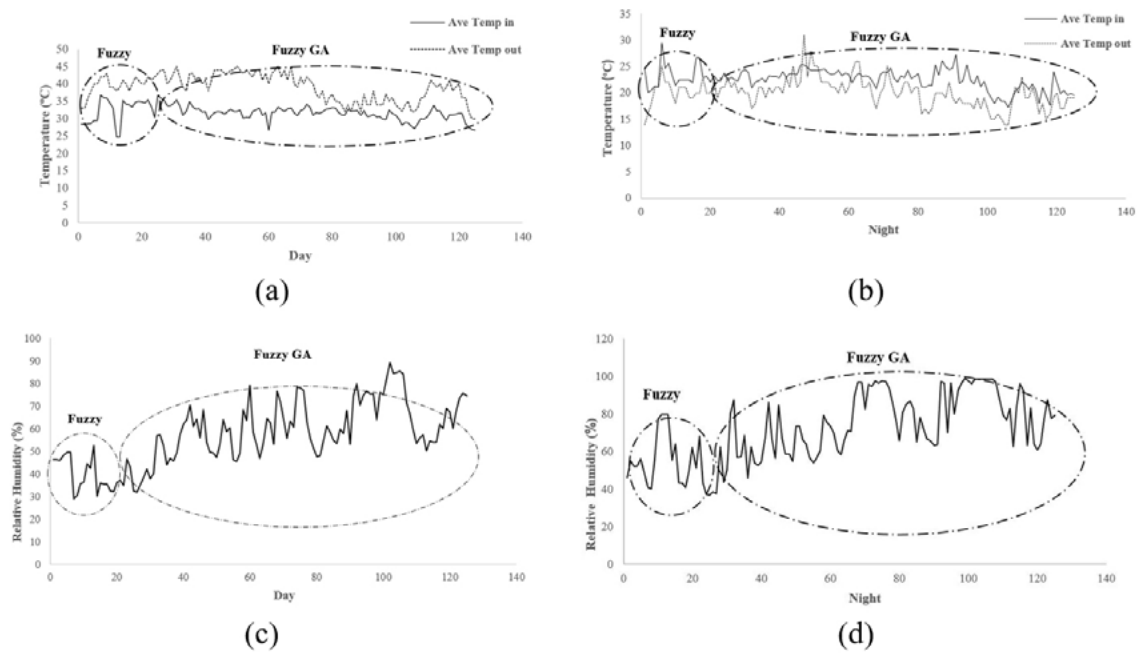 Ave Temp in
Ave Temp out
Fuzzy
Fuzzy GA
Temperature (°C)
50
45
40
35
30
25
20
15
10
5
0
0 20 40 60 80 100 120 140
Day
(a)
Ave Temp in
Ave Temp out
Fuzzy
Fuzzy GA
Temperature (°C)
35
30
25
20
15
10
5
0
0 20 40 60 80 100 120 140
Night
(b)
Fuzzy
Fuzzy GA
Relative Humidity (%)
100
90
80
70
60
50
40
30
20
10
0
0 20 40 60 80 100 120 140
Day
(c)
Fuzzy
Fuzzy GA
Relative Humidity (%)
120
100
80
60
40
20
0
0 20 40 60 80 100 120 140
Night
(d)